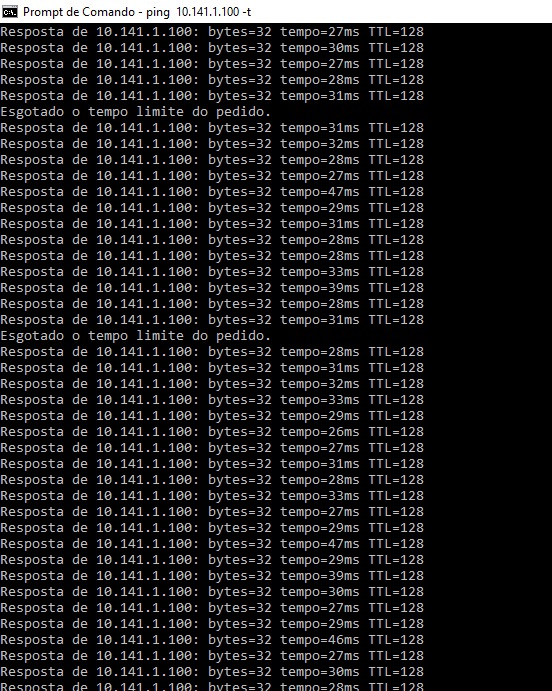 Prompt de Comando - ping 10.141.1.100 -t
Resposta de 10.141.1.100: bytes=32 tempo=27ms TTL=128
Resposta de 10.141.1.100: bytes=32 tempo=30ms TTL=128
Resposta de 10.141.1.100: bytes=32 tempo=27ms TTL=128
Resposta de 10.141.1.100: bytes=32 tempo=28ms TTL=128
Resposta de 10.141.1.100: bytes=32 tempo=31ms TTL=128
Esgotado o tempo limite do pedido.
Resposta de 10.141.1.100: bytes=32 tempo=31ms TTL=128
Resposta de 10.141.1.100: bytes=32 tempo=32ms TTL=128
Resposta de 10.141.1.100: bytes=32 tempo=28ms TTL=128
Resposta de 10.141.1.100: bytes=32 tempo=27ms TTL=128
Resposta de 10.141.1.100: bytes=32 tempo=47ms TTL=128
Resposta de 10.141.1.100: bytes=32 tempo=29ms TTL=128
Resposta de 10.141.1.100: bytes=32 tempo=31ms TTL=128
Resposta de 10.141.1.100: bytes=32 tempo=28ms TTL=128
Resposta de 10.141.1.100: bytes=32 tempo=28ms TTL=128
Resposta de 10.141.1.100: bytes=32 tempo=33ms TTL=128
Resposta de 10.141.1.100: bytes=32 tempo=39ms TTL=128
Resposta de 10.141.1.100: bytes=32 tempo=28ms TTL=128
Resposta de 10.141.1.100: bytes=32 tempo=31ms TTL=128
Esgotado o tempo limite do pedido.
Resposta de 10.141.1.100: bytes=32 tempo=28ms TTL=128
Resposta de 10.141.1.100: bytes=32 tempo=31ms TTL=128
Resposta de 10.141.1.100: bytes=32 tempo=32ms TTL=128
Resposta de 10.141.1.100: bytes=32 tempo=33ms TTL=128
Resposta de 10.141.1.100: bytes=32 tempo=29ms TTL=128
Resposta de 10.141.1.100: bytes=32 tempo=26ms TTL=128
Resposta de 10.141.1.100: bytes=32 tempo=27ms TTL=128
Resposta de 10.141.1.100: bytes=32 tempo=31ms TTL=128
Resposta de 10.141.1.100: bytes=32 tempo=28ms TTL=128
Resposta de 10.141.1.100: bytes=32 tempo=33ms TTL=128
Resposta de 10.141.1.100: bytes=32 tempo=27ms TTL=128
Resposta de 10.141.1.100: bytes=32 tempo=29ms TTL=128
Resposta de 10.141.1.100: bytes=32 tempo=47ms TTL=128
Resposta de 10.141.1.100: bytes=32 tempo=29ms TTL=128
Resposta de 10.141.1.100: bytes=32 tempo=39ms TTL=128
Resposta de 10.141.1.100: bytes=32 tempo=30ms TTL=128
Resposta de 10.141.1.100: bytes=32 tempo=27ms TTL=128
Resposta de 10.141.1.100: bytes=32 tempo=29ms TTL=128
Resposta de 10.141.1.100: bytes=32 tempo=46ms TTL=128
Resposta de 10.141.1.100: bytes=32 tempo=27ms TTL=128
Resposta de 10.141.1.100: bytes=32 tempo=30ms TTL=128
Resposta de 10.141.1.100: bytes=32 tempo=28ms TTL=128